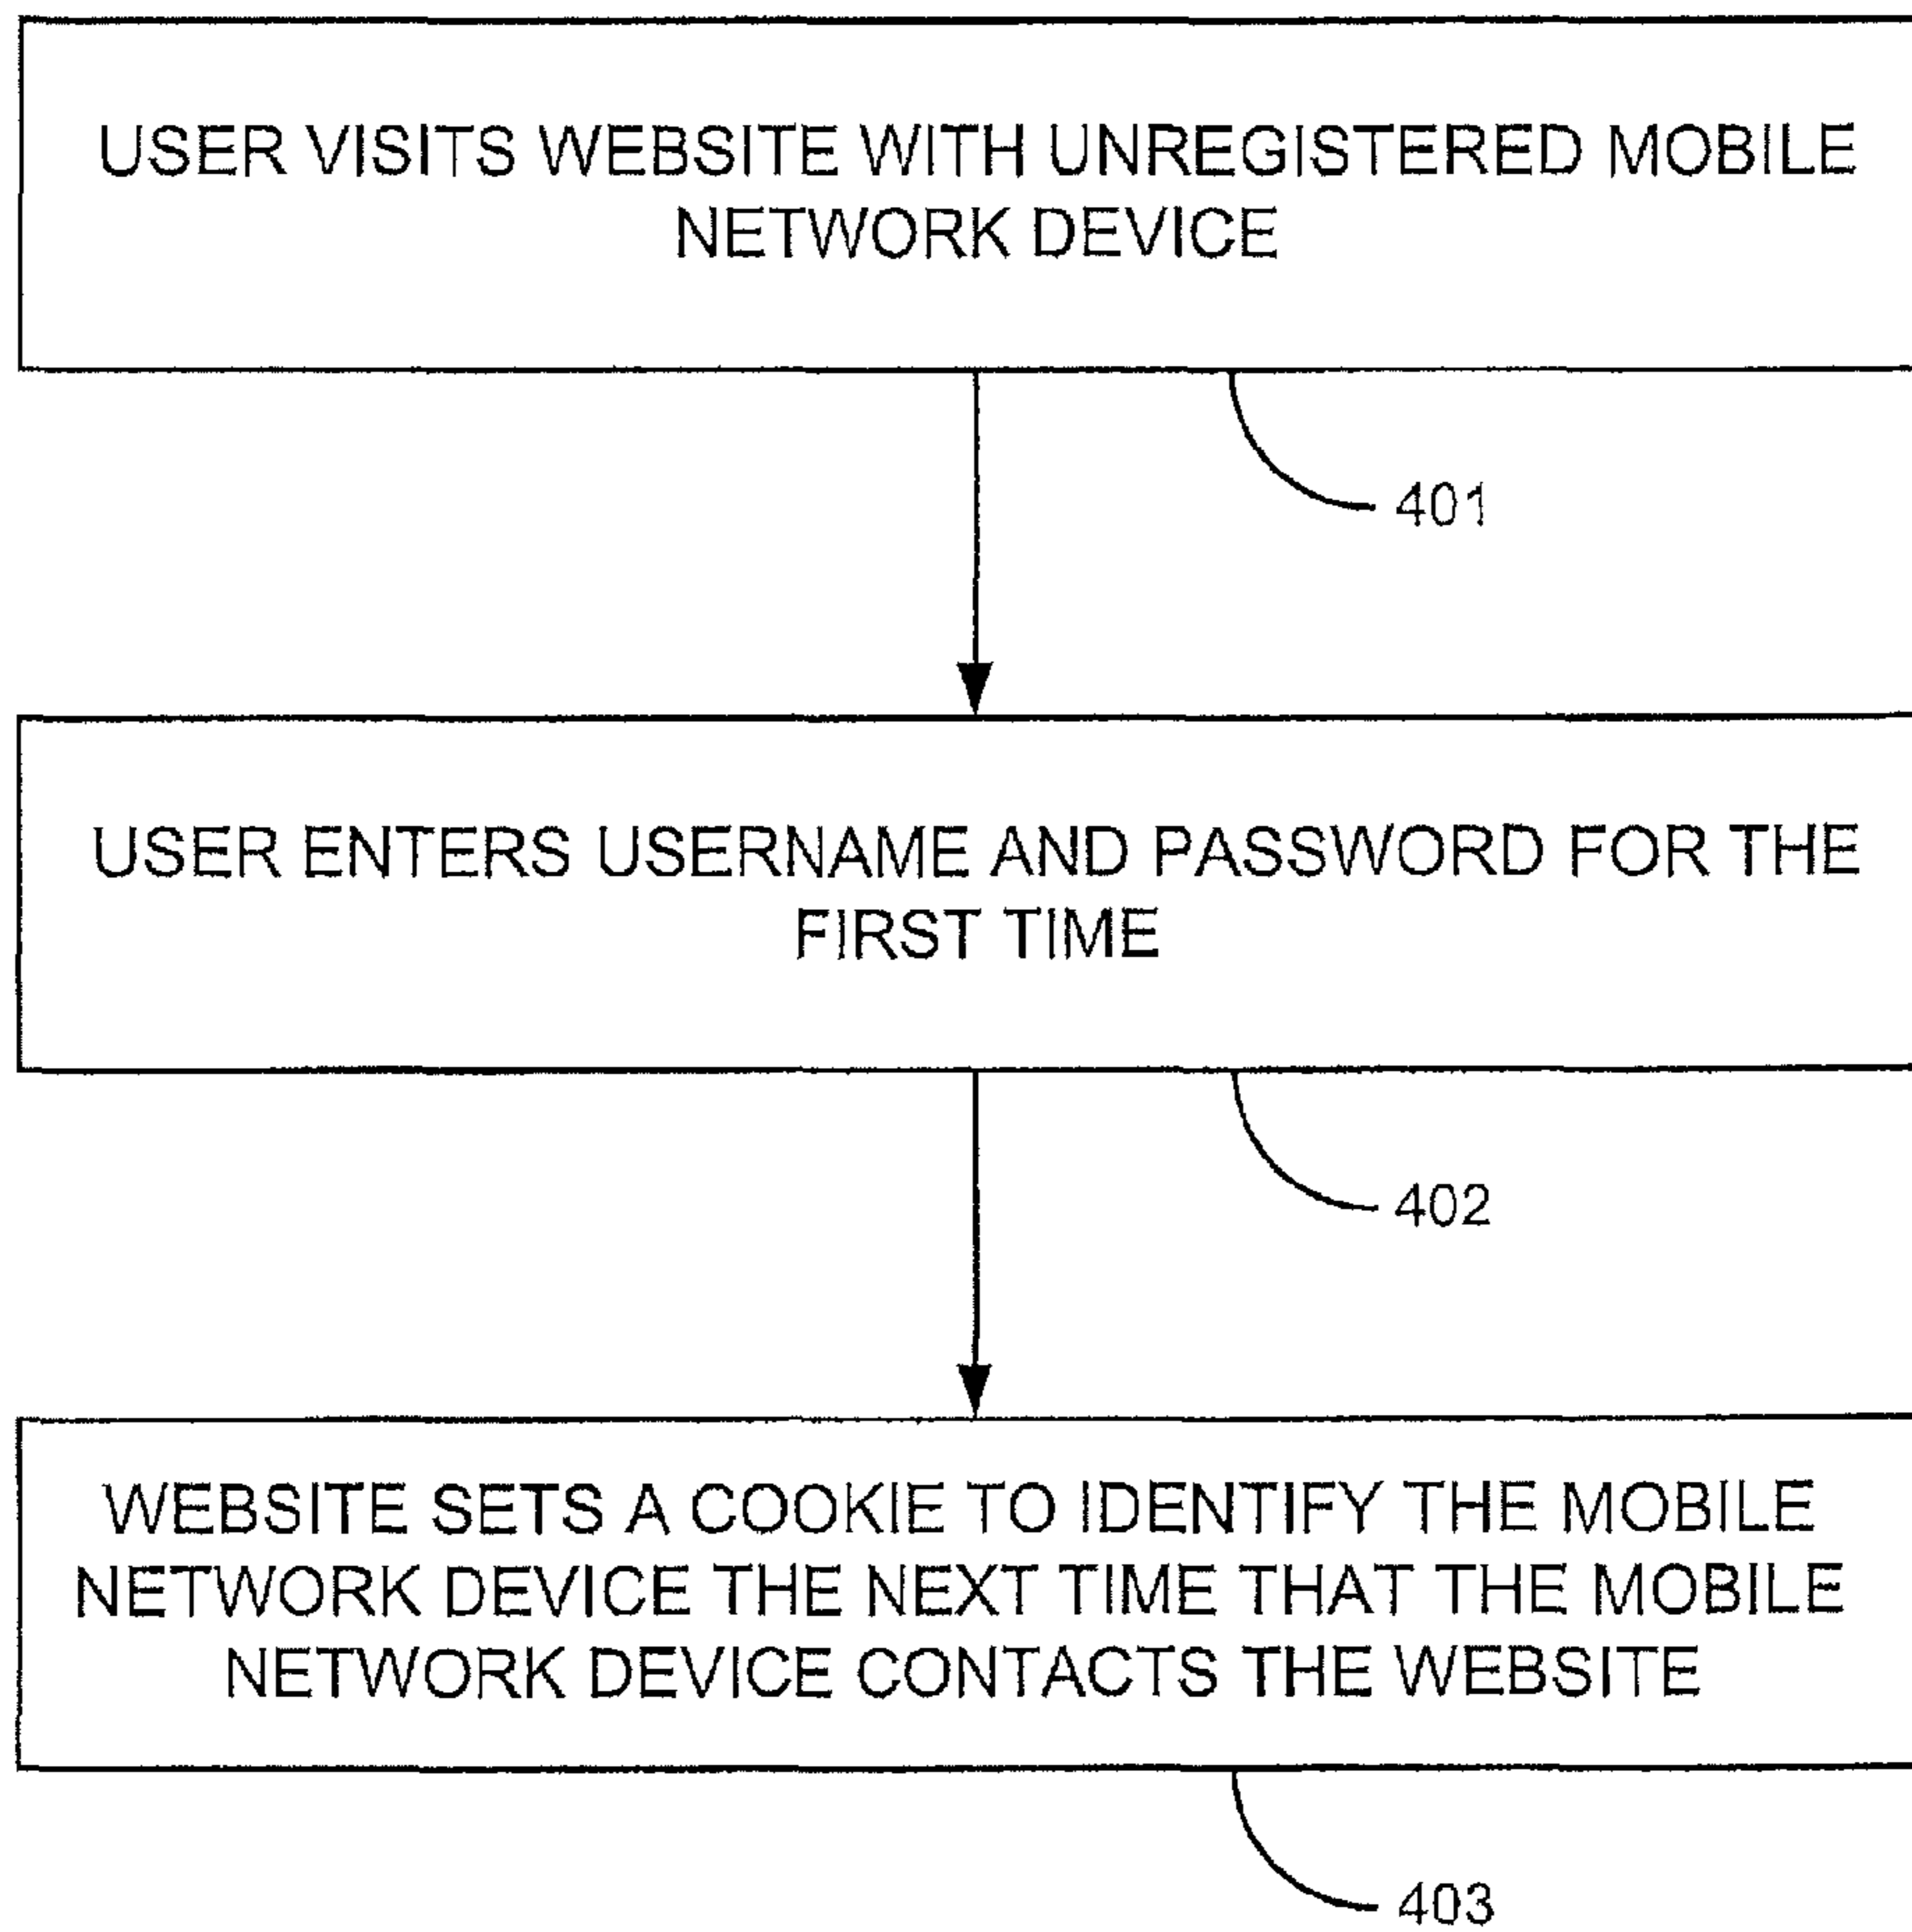 USER VISITS WEBSITE WITH UNREGISTERED MOBILE
NETWORK DEVICE
401
USER ENTERS USERNAME AND PASSWORD FOR THE
FIRST TIME
402
WEBSITE SETS A COOKIE TO IDENTIFY THE MOBILE
NETWORK DEVICE THE NEXT TIME THAT THE MOBILE
NETWORK DEVICE CONTACTS THE WEBSITE
403